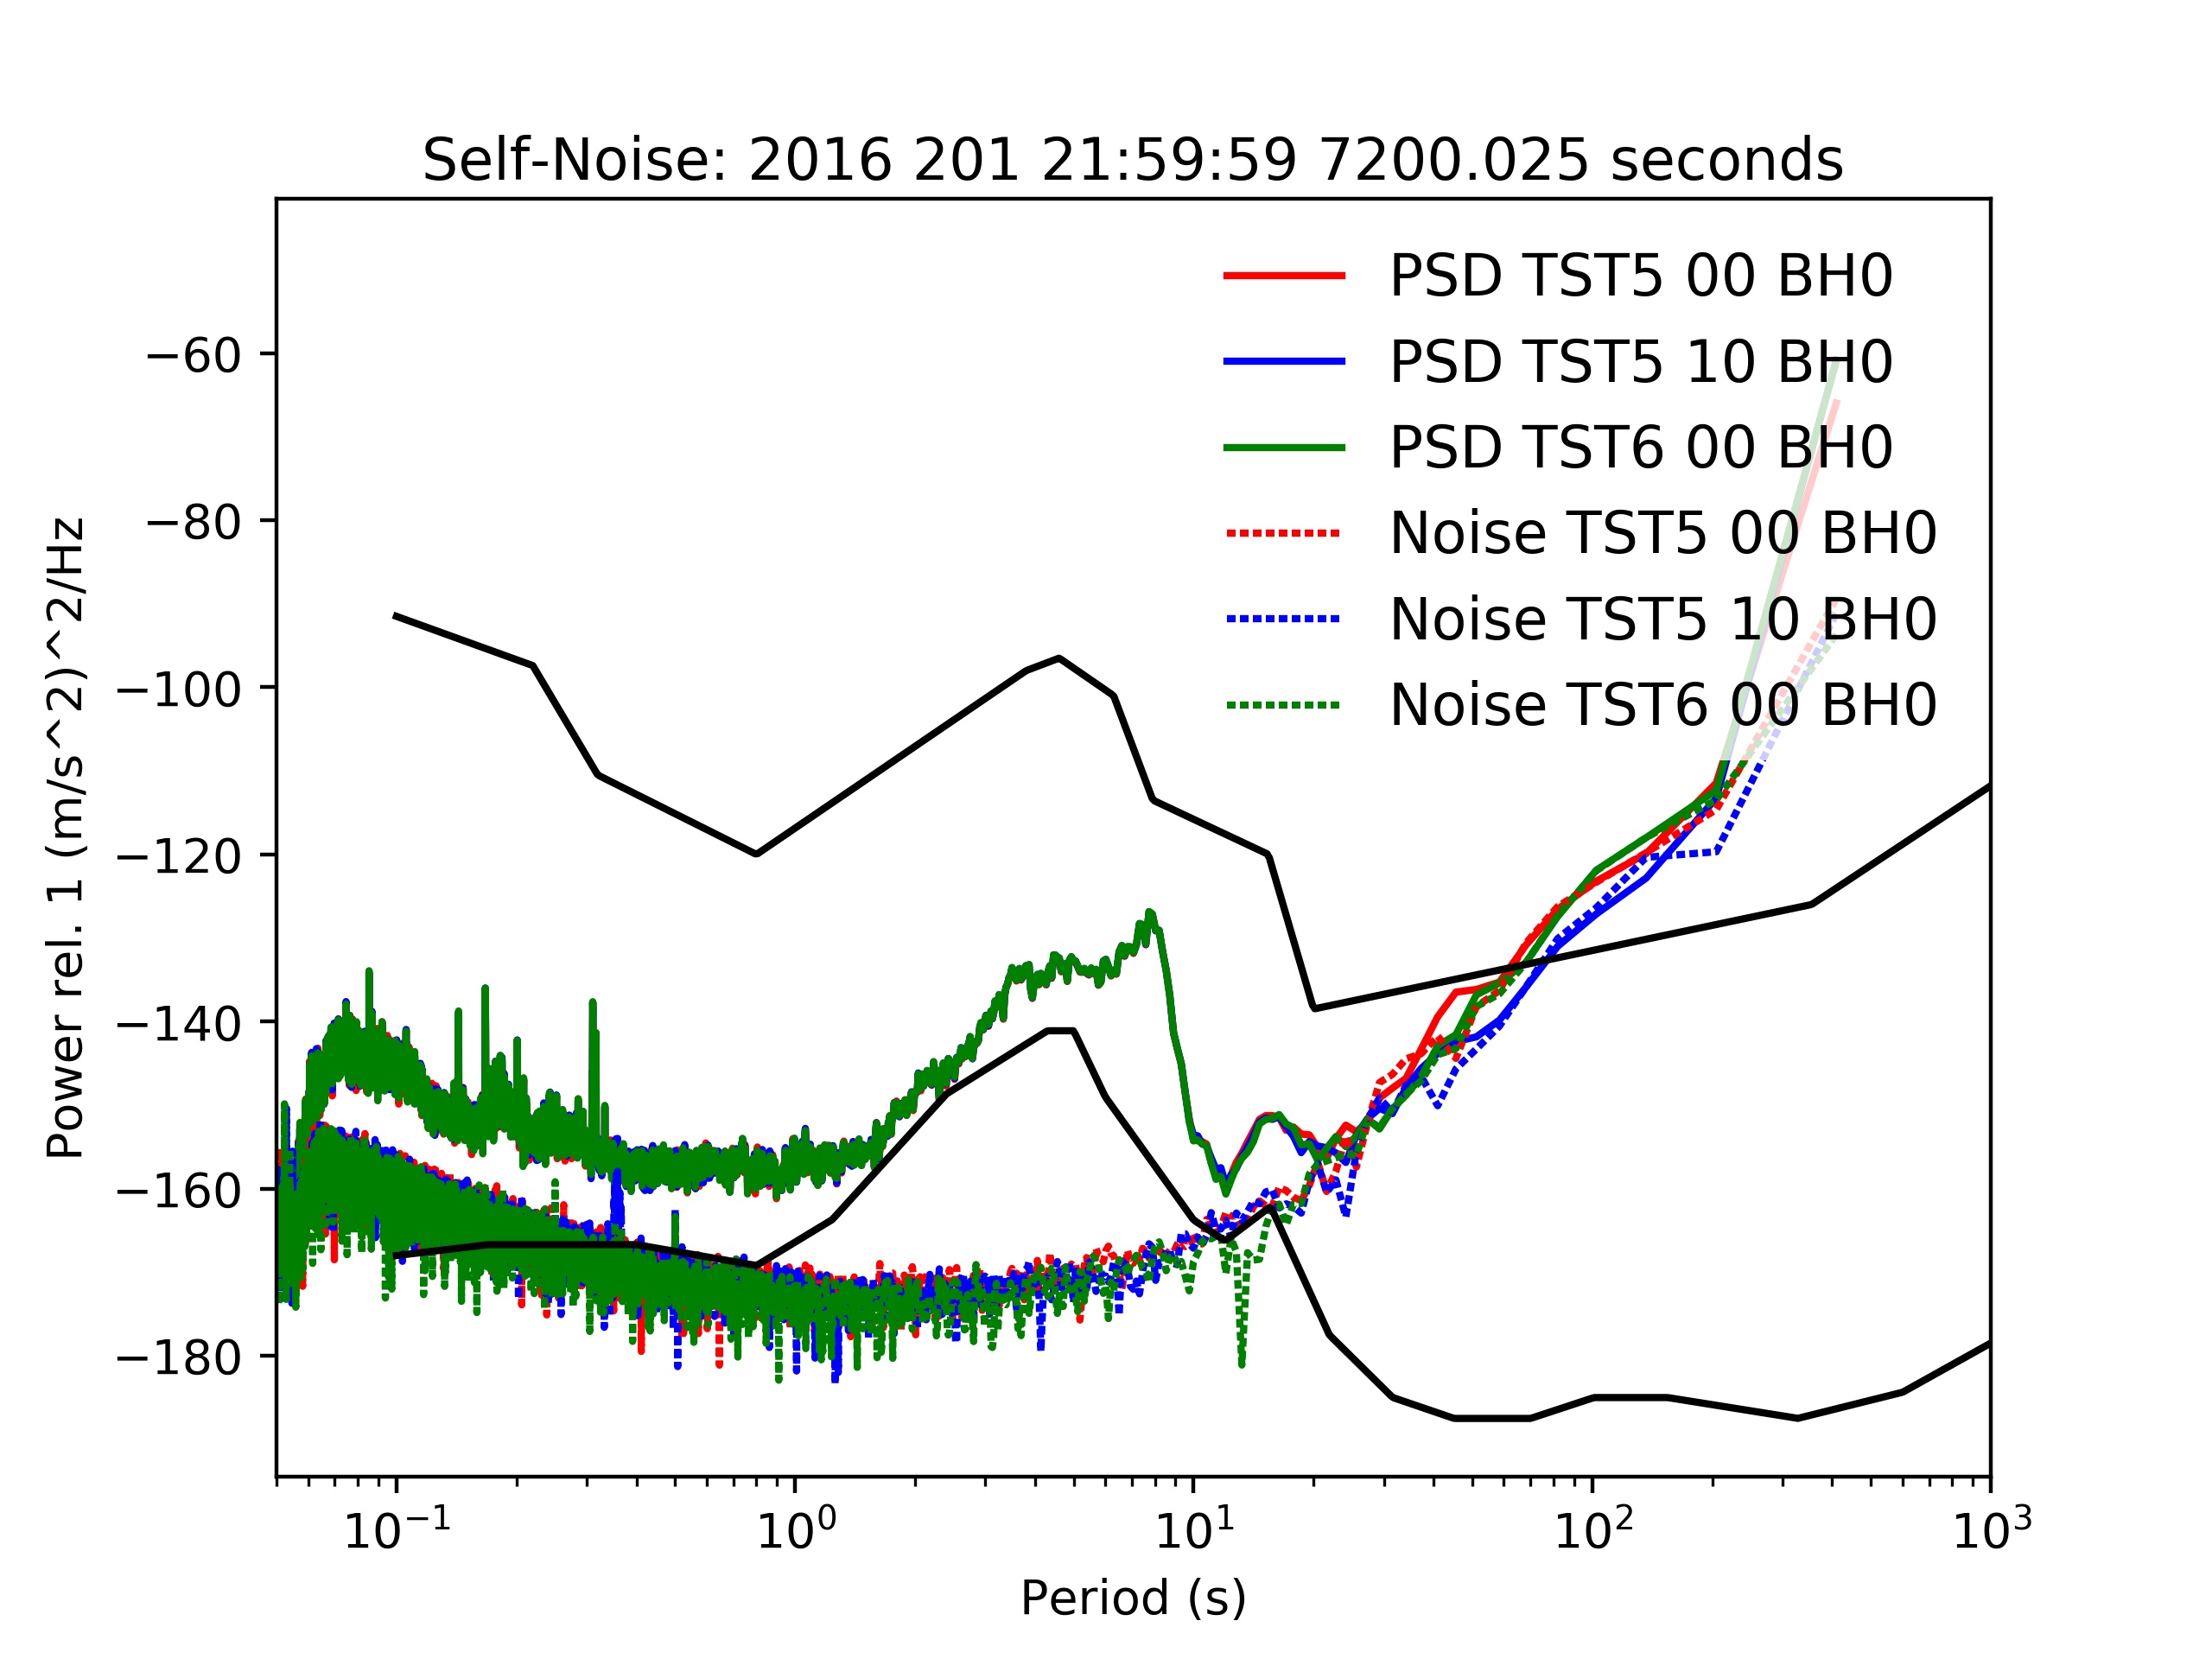 Self-Noise: 2016 201 21:59:59 7200.025 seconds
PSD TST5 00 BH0
PSD TST5 10 BH0
PSD TST6 00 BH0
Noise TST5 00 BH0
Noise TST5 10 BH0
Noise TST6 00 BH0
Power rel. 1 (m/s^2)^2/Hz
−60
−80
−100
−120
−140
−160
−180
10⁻¹ 10⁰ 10¹ 10² 10³
Period (s)